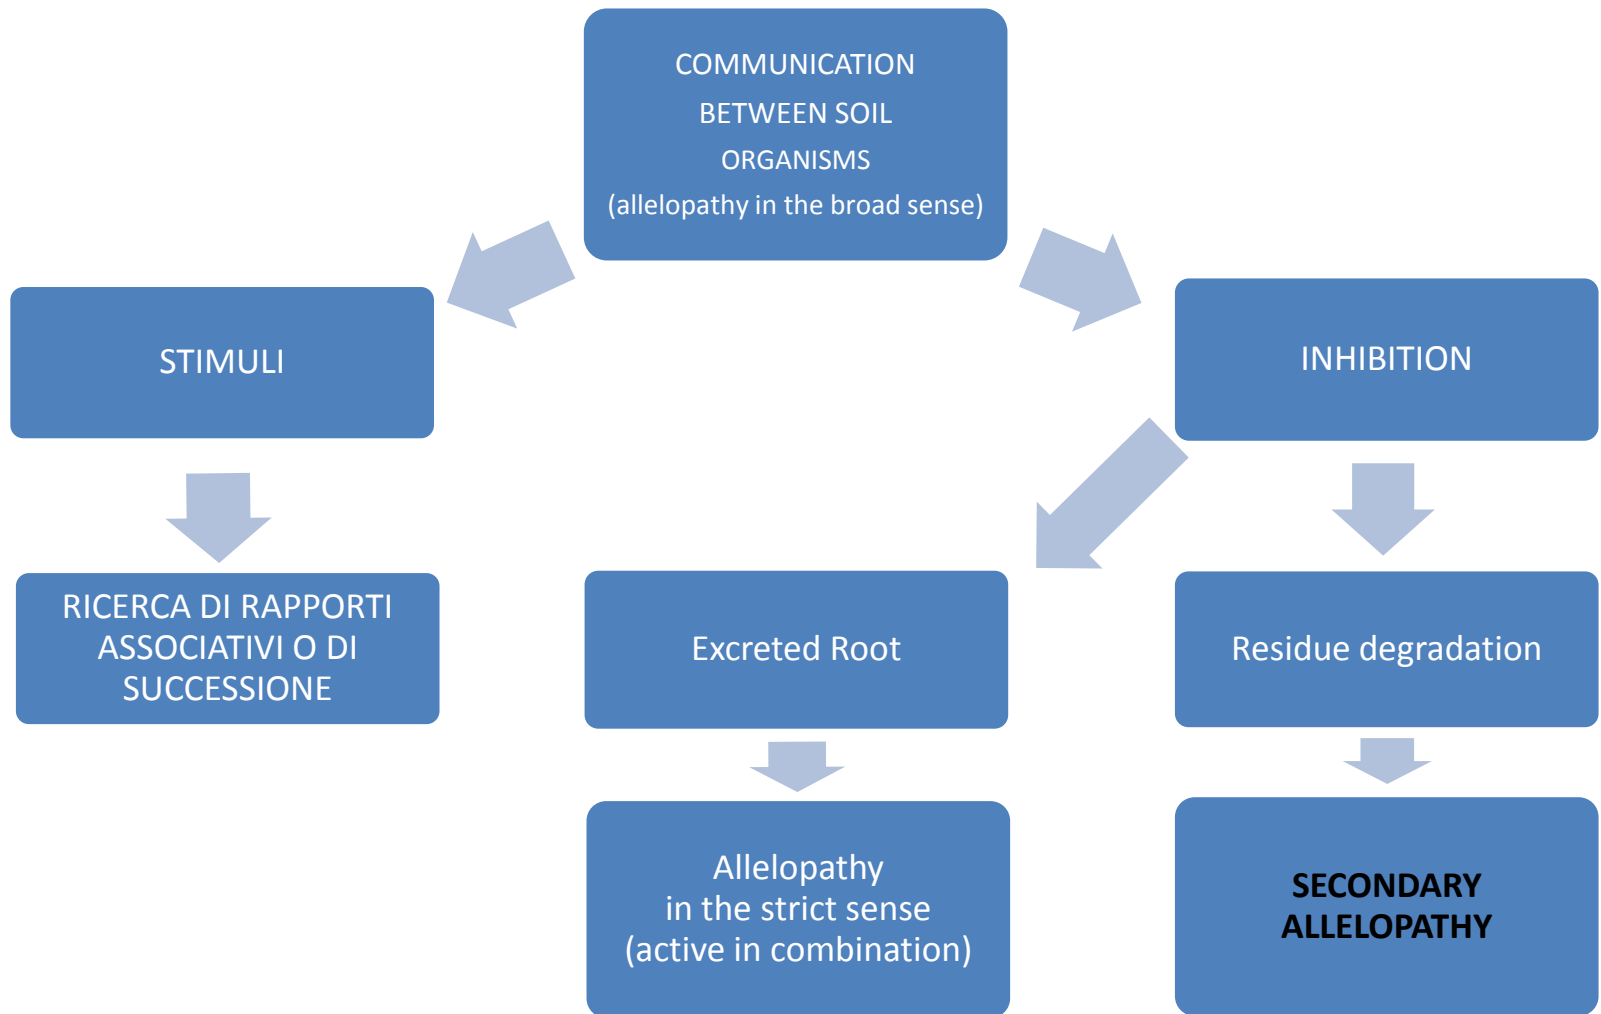 COMMUNICATION
BETWEEN SOIL
ORGANISMS
(allelopathy in the broad sense)
STIMULI
INHIBITION
RICERCA DI RAPPORTI
ASSOCIATIVI O DI
SUCCESSIONE
Excreted Root
Residue degradation
Allelopathy
in the strict sense
(active in combination)
SECONDARY
ALLELOPATHY